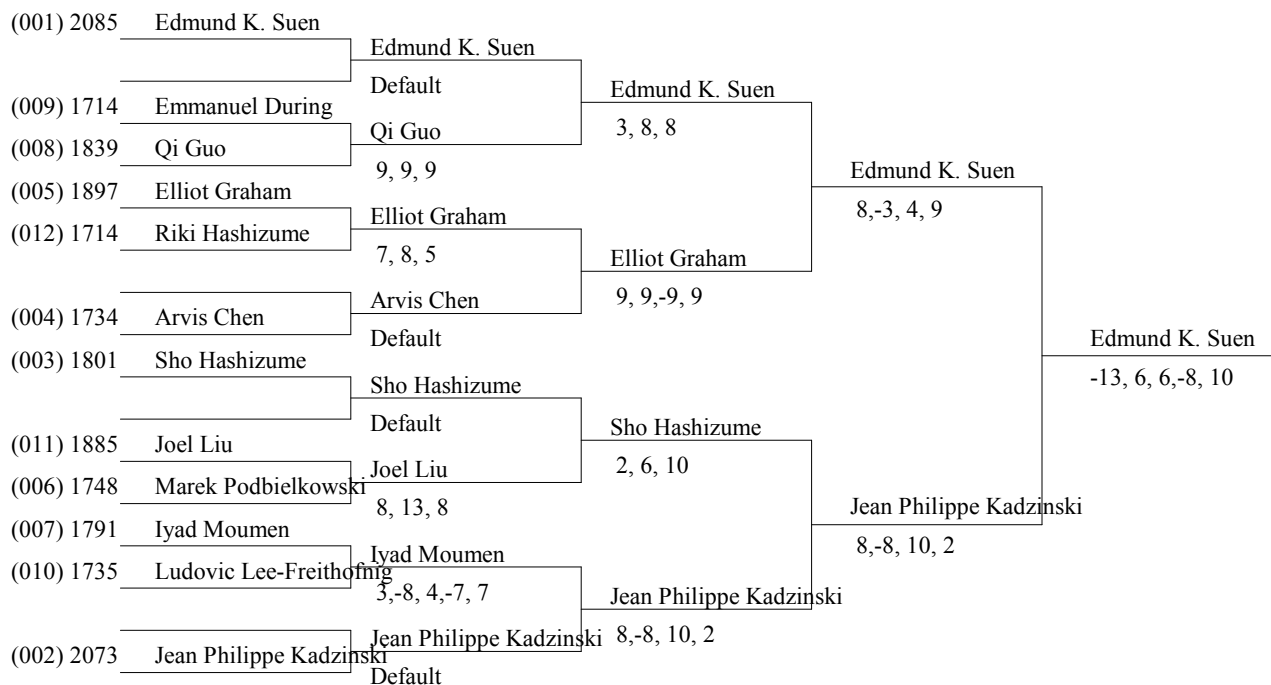 (001) 2085 Edmund K. Suen
(009) 1714 Emmanuel During
(008) 1839 Qi Guo
(005) 1897 Elliot Graham
(012) 1714 Riki Hashizume
(004) 1734 Arvis Chen
(003) 1801 Sho Hashizume
(011) 1885 Joel Liu
(006) 1748 Marek Podbielkowski
(007) 1791 Iyad Moumen
(010) 1735 Ludovic Lee-Freithofnig
(002) 2073 Jean Philippe Kadzinski
Edmund K. Suen
Default
Qi Guo
9, 9, 9
Elliot Graham
7, 8, 5
Arvis Chen
Default
Sho Hashizume
Default
Joel Liu
8, 13, 8
Iyad Moumen
3,-8, 4,-7, 7
Jean Philippe Kadzinski
Default
Edmund K. Suen
3, 8, 8
Elliot Graham
9, 9,-9, 9
Sho Hashizume
2, 6, 10
Jean Philippe Kadzinski
8,-8, 10, 2
Edmund K. Suen
8,-3, 4, 9
Jean Philippe Kadzinski
8,-8, 10, 2
Edmund K. Suen
-13, 6, 6,-8, 10